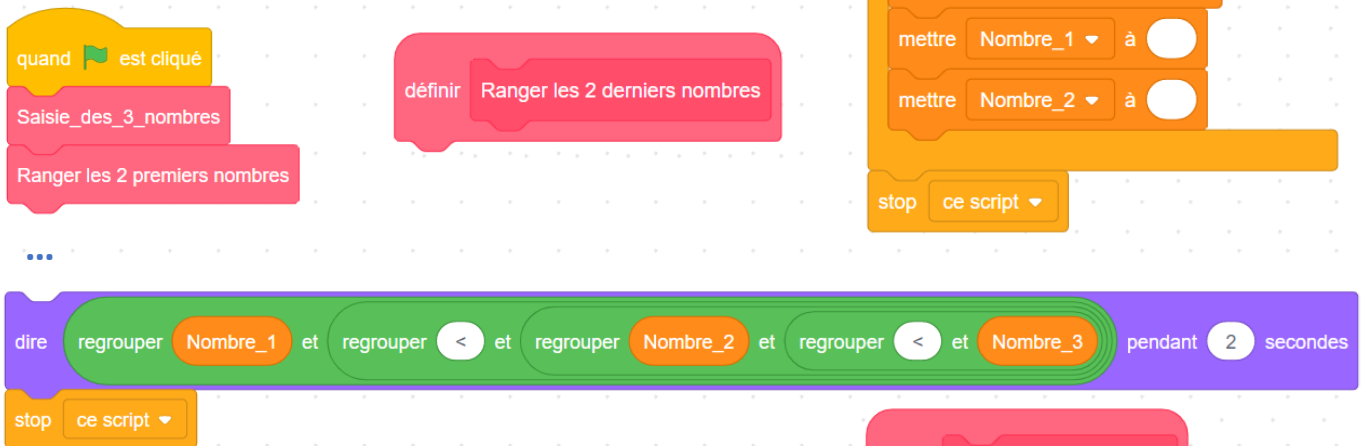 quand est cliqué
Saisie_des_3_nombres
Ranger les 2 premiers nombres
...
définir Ranger les 2 derniers nombres
mettre Nombre_1 à
mettre Nombre_2 à
stop ce script
dire regrouper Nombre_1 et regrouper < et regrouper Nombre_2 et regrouper < et Nombre_3 pendant 2 secondes
stop ce script